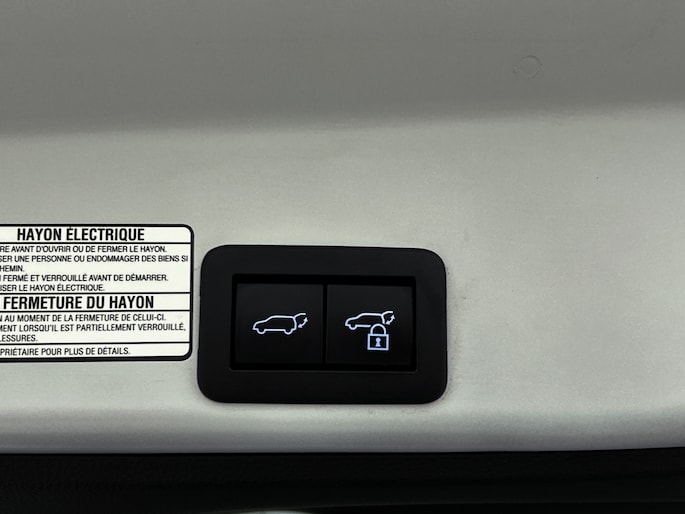 HAYON ÉLECTRIQUE
RE AVANT D'OUVRIR OU DE FERMER LE HAYON.
SER UNE PERSONNE OU ENDOMMAGER DES BIENS SI
HEMIN.
FERMÉ ET VERROUILLÉ AVANT DE DÉMARRER.
ISER LE HAYON ÉLECTRIQUE.
FERMETURE DU HAYON
N AU MOMENT DE LA FERMETURE DE CELUI-CI.
MENT LORSQU'IL EST PARTIELLEMENT VERROUILLÉ,
LESSURES.
PRIÉTAIRE POUR PLUS DE DÉTAILS.